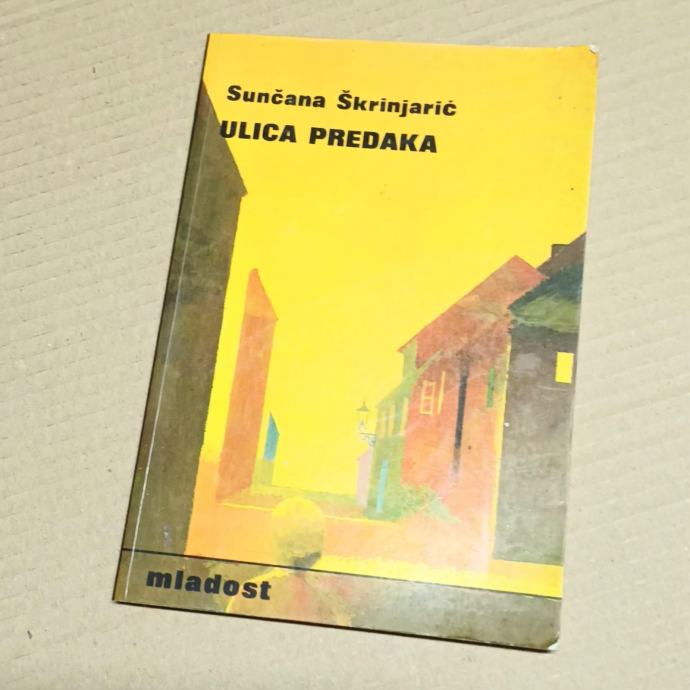 Sunčana Škrinjarić
ULICA PREDAKA
mladost